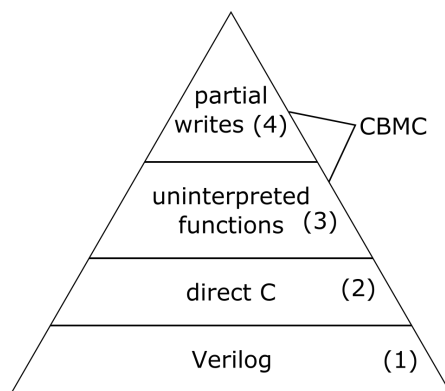 partial
writes (4)
CBMC
uninterpreted
functions (3)
direct C (2)
Verilog (1)